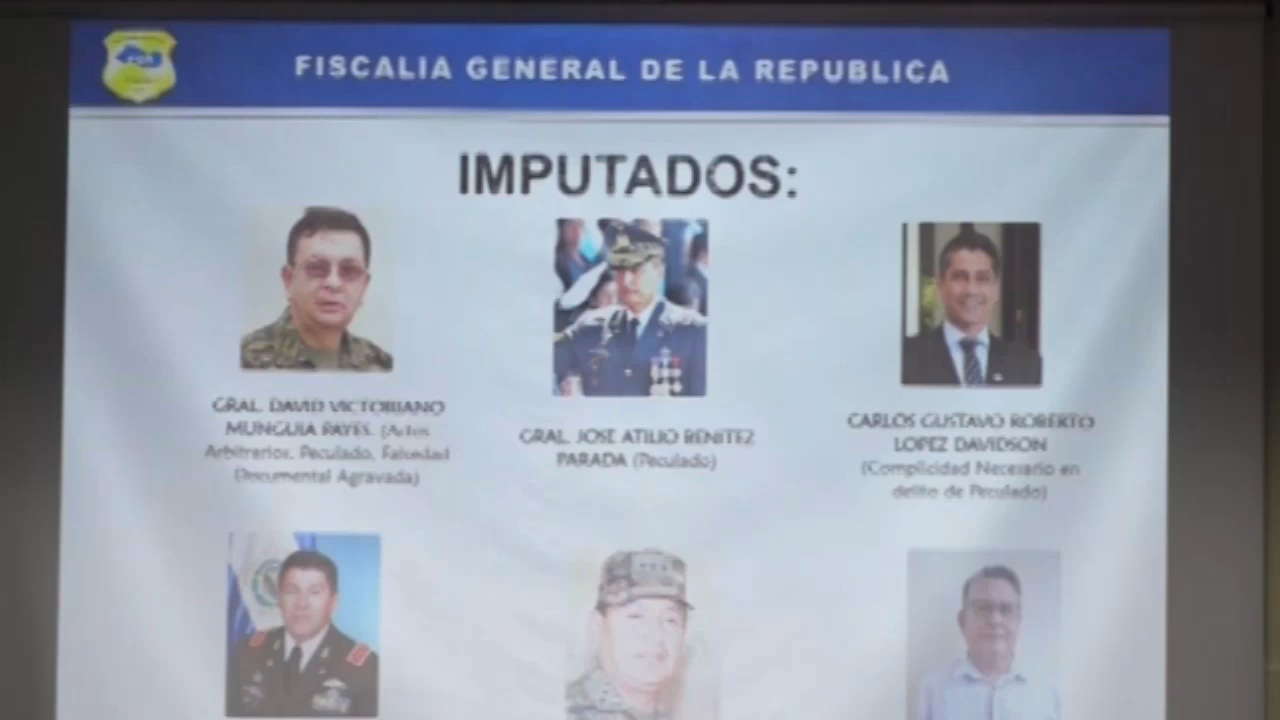 FISCALIA GENERAL DE LA REPUBLICA
IMPUTADOS:
GRAL. DAVID VICTORIANO
MUNGUIA PAYES. (Actos
Arbitrarios, Peculado, Falsedad
Documental Agravada)
GRAL. JOSE ATILIO BENITEZ
PARADA (Peculado)
CARLOS GUSTAVO ROBERTO
LOPEZ DAVIDSON
(Complicidad Necesario en
delito de Peculado)